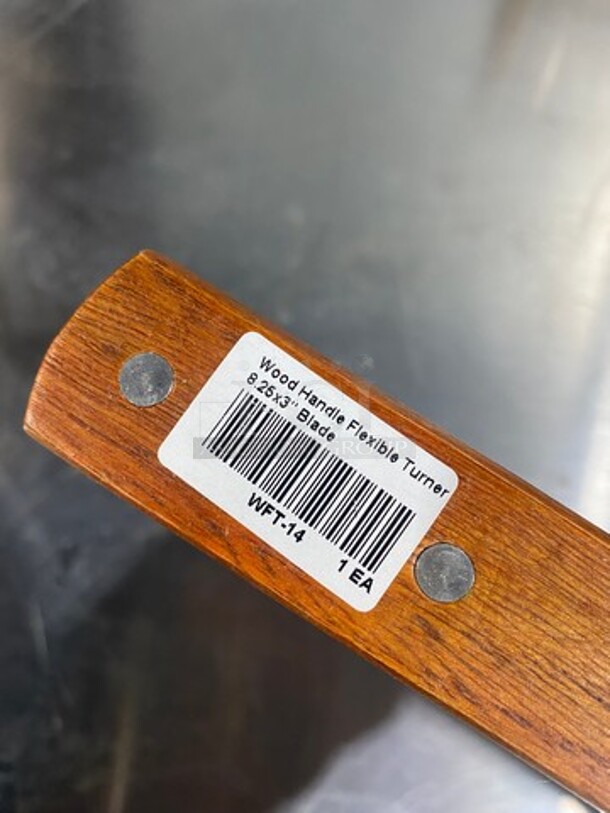 Wood Handle Flexible Turner
8.25x3" Blade
WFT-14
1 EA